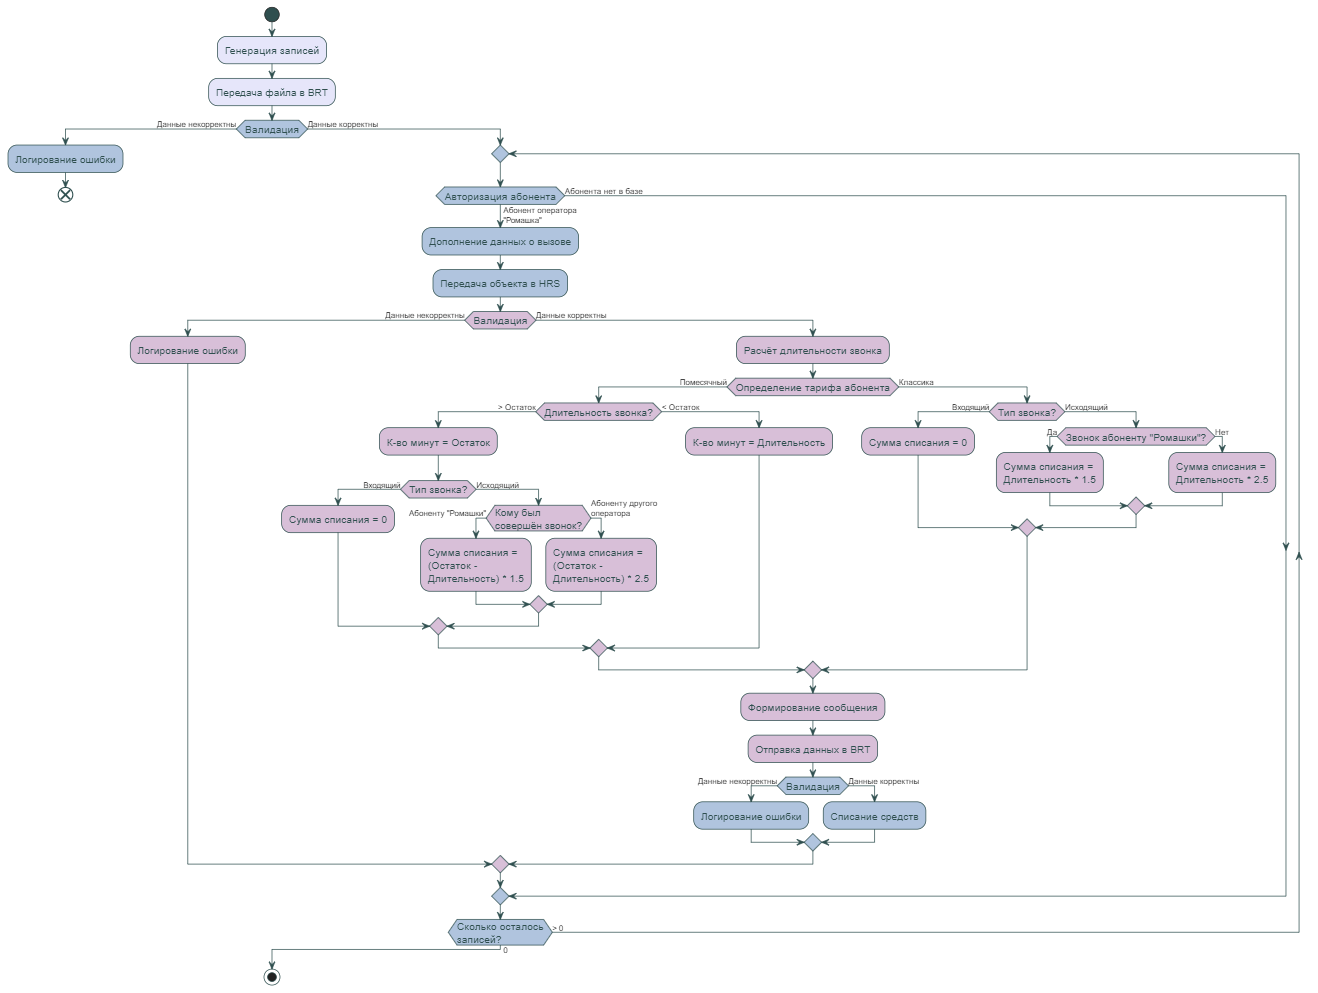 Генерация записей
Передача файла в BRT
Данные некорректны
Валидация
Данные корректны
Логирование ошибки
Авторизация абонента
Абонента нет в базе
Абонент оператора
"Ромашка"
Дополнение данных о вызове
Передача объекта в HRS
Данные некорректны
Валидация
Данные корректны
Логирование ошибки
Расчёт длительности звонка
Помесячный
Определение тарифа абонента
Классика
> Остаток
Длительность звонка?
< Остаток
Входящий
Тип звонка?
Исходящий
К-во минут = Остаток
К-во минут = Длительность
Сумма списания = 0
Да
Звонок абоненту "Ромашки"?
Нет
Сумма списания =
Длительность * 1.5
Сумма списания =
Длительность * 2.5
Входящий
Тип звонка?
Исходящий
Сумма списания = 0
Абоненту "Ромашки"
Кому был
совершён звонок?
Абоненту другого
оператора
Сумма списания =
(Остаток -
Длительность) * 1.5
Сумма списания =
(Остаток -
Длительность) * 2.5
Формирование сообщения
Отправка данных в BRT
Данные некорректны
Валидация
Данные корректны
Логирование ошибки
Списание средств
Сколько осталось
записей?
> 0
0